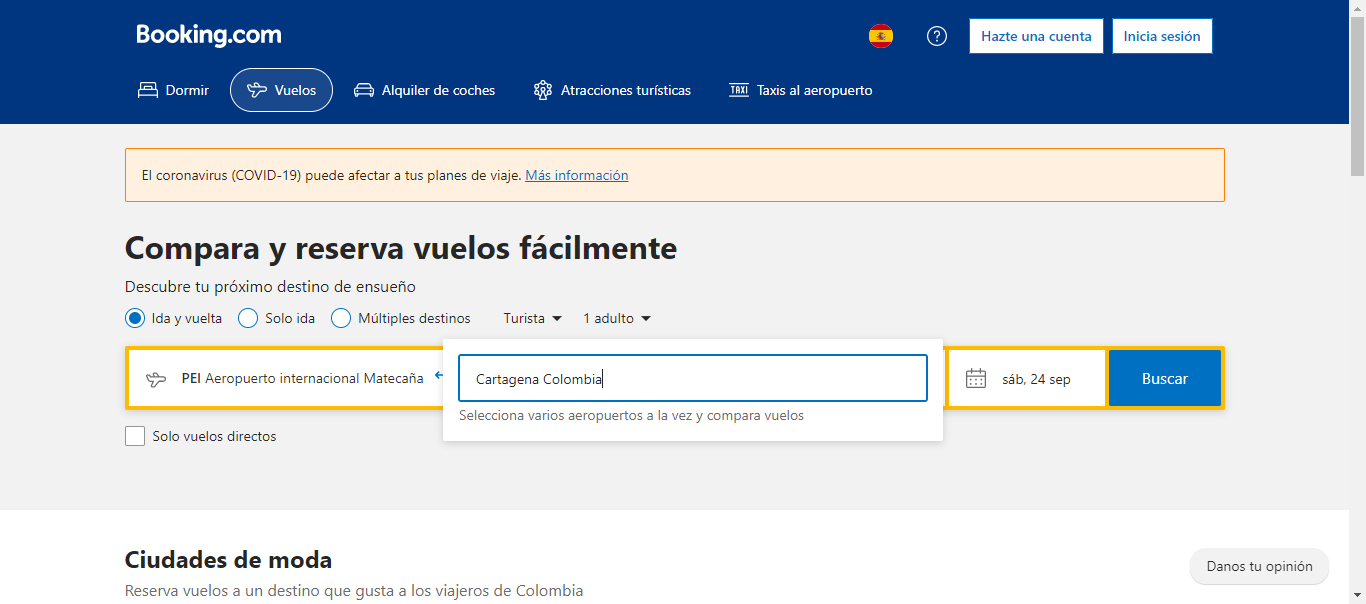 Booking.com
Hazte una cuenta
Inicia sesión
Dormir
Vuelos
Alquiler de coches
Atracciones turísticas
TAXI Taxis al aeropuerto
El coronavirus (COVID-19) puede afectar a tus planes de viaje. Más información
Compara y reserva vuelos fácilmente
Descubre tu próximo destino de ensueño
Ida y vuelta
Solo ida
Múltiples destinos
Turista
1 adulto
PEI Aeropuerto internacional Matecaña
Cartagena Colombia
sáb, 24 sep
Buscar
Selecciona varios aeropuertos a la vez y compara vuelos
Solo vuelos directos
Ciudades de moda
Danos tu opinión
Reserva vuelos a un destino que gusta a los viajeros de Colombia